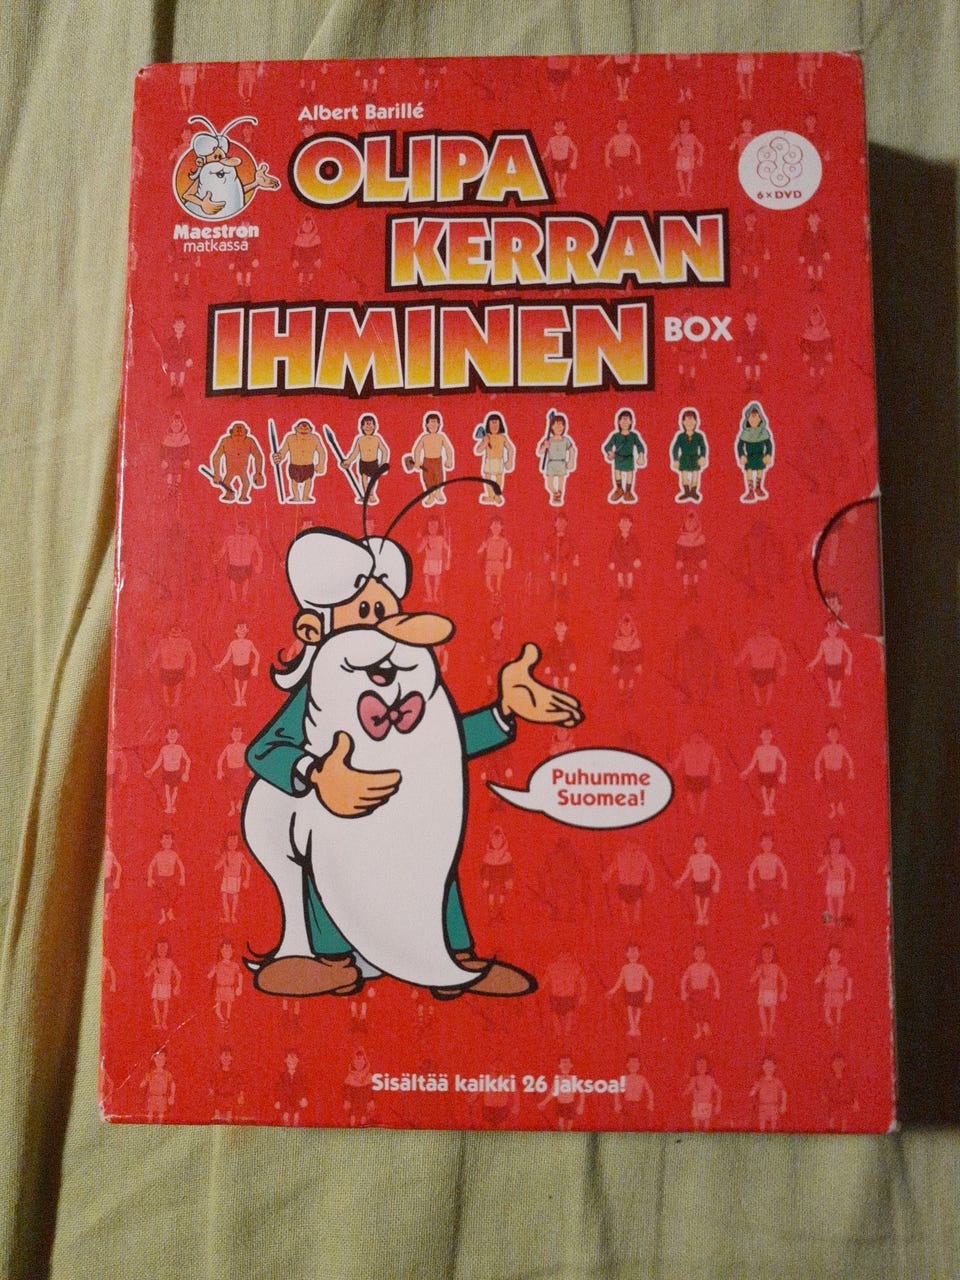 Albert Barillé
OLIPA
KERRAN
IHMINEN
BOX
Maestron
matkassa
6 x DVD
Puhumme
Suomea!
Sisältää kaikki 26 jaksoa!